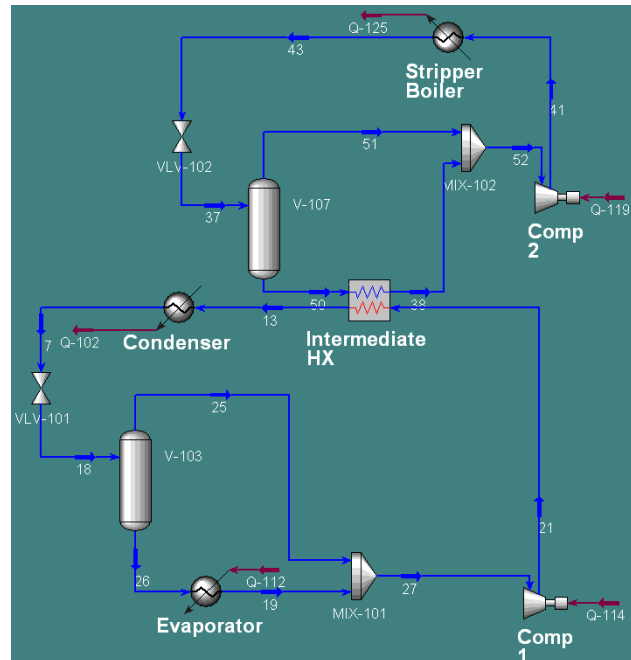 Q-125
43
Stripper
Boiler
41
51
52
VLV-102
MIX-102
V-107
37
Q-119
Comp
2
50
38
13
Intermediate
HX
Condenser
7
Q-102
VLV-101
25
V-103
18
21
26
Q-112
19
27
MIX-101
Evaporator
Q-114
Comp
1